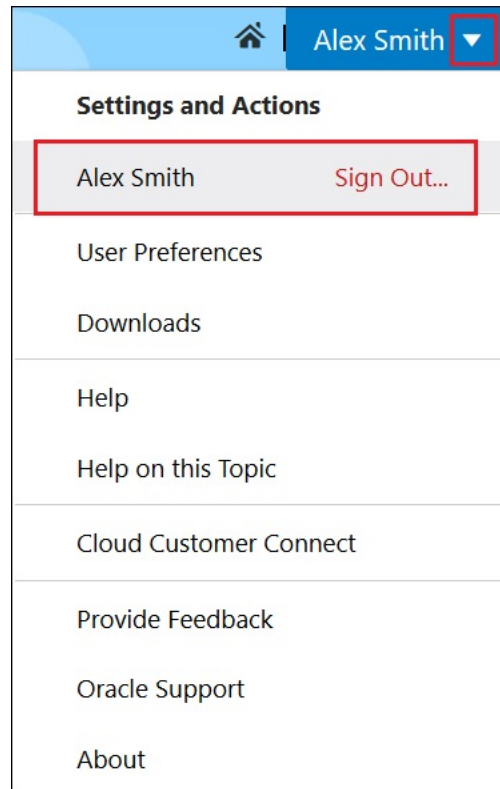 Alex Smith
Settings and Actions
Alex Smith Sign Out...
User Preferences
Downloads
Help
Help on this Topic
Cloud Customer Connect
Provide Feedback
Oracle Support
About